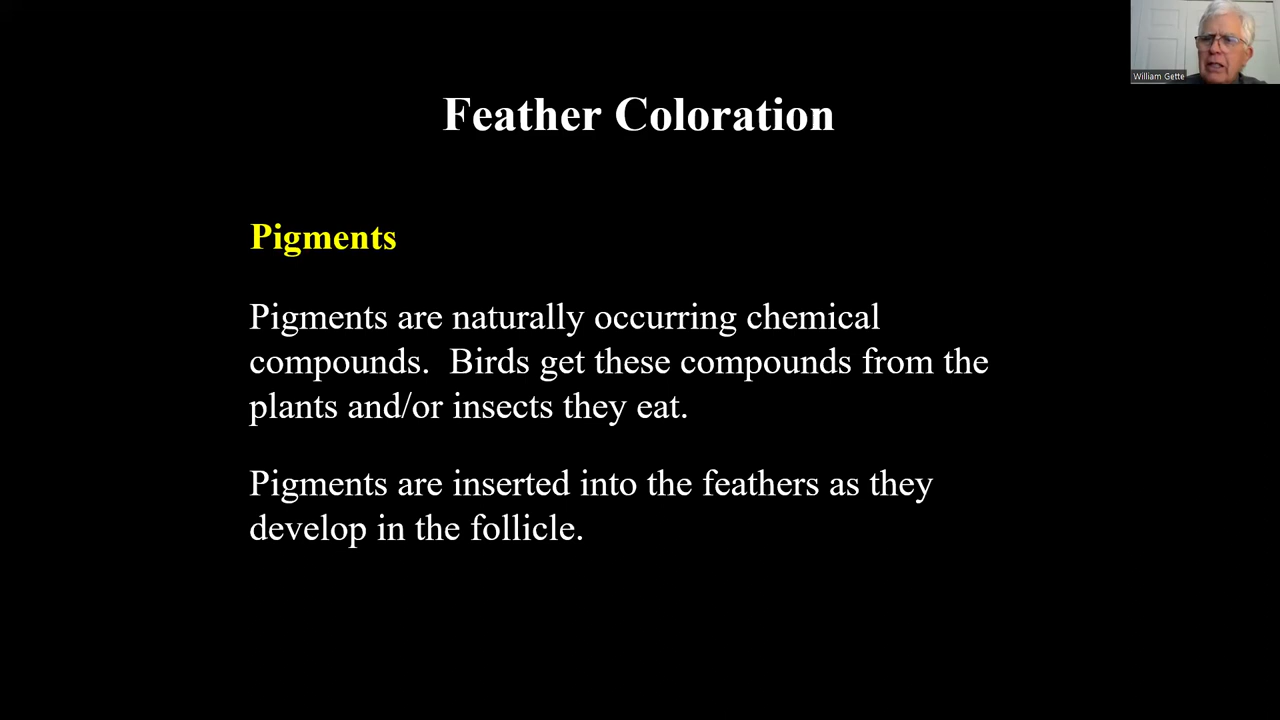 William Gette
Feather Coloration
Pigments
Pigments are naturally occurring chemical
compounds.  Birds get these compounds from the
plants and/or insects they eat.
Pigments are inserted into the feathers as they
develop in the follicle.